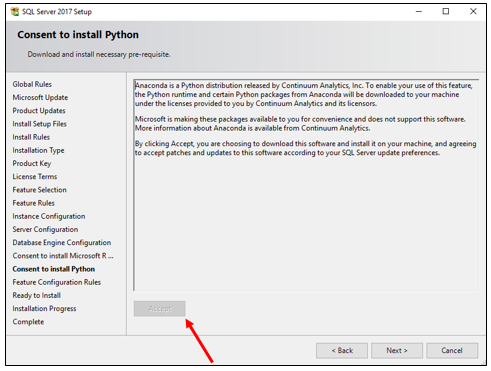 SQL Server 2017 Setup
Consent to install Python
Download and install necessary pre-requisite.
Global Rules
Microsoft Update
Product Updates
Install Setup Files
Install Rules
Installation Type
Product Key
License Terms
Feature Selection
Feature Rules
Instance Configuration
Server Configuration
Database Engine Configuration
Consent to install Microsoft R ...
Consent to install Python
Feature Configuration Rules
Ready to Install
Installation Progress
Complete
Anaconda is a Python distribution released by Continuum Analytics, Inc. To enable your use of this feature,
the Python runtime and certain Python packages from Anaconda will be downloaded to your machine
under the licenses provided to you by Continuum Analytics and its licensors.
Microsoft is making these packages available to you for convenience and does not support this software.
More information about Anaconda is available from Continuum Analytics.
By clicking Accept, you are choosing to download this software and install it on your machine, and agreeing
to accept patches and updates to this software according to your SQL Server update preferences.
Accept
< Back
Next >
Cancel